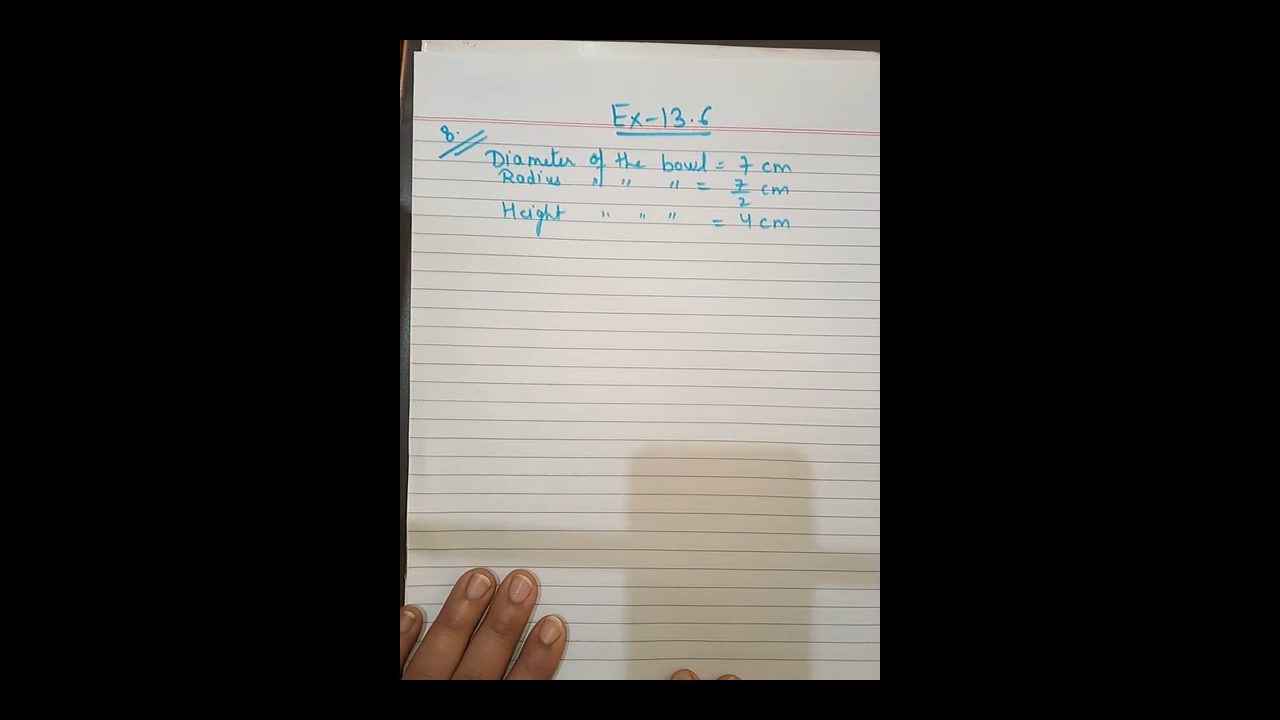 Ex-13.6
8.
Diameter of the bowl = 7 cm
Radius " " " = 7/2 cm
Height " " " = 4 cm